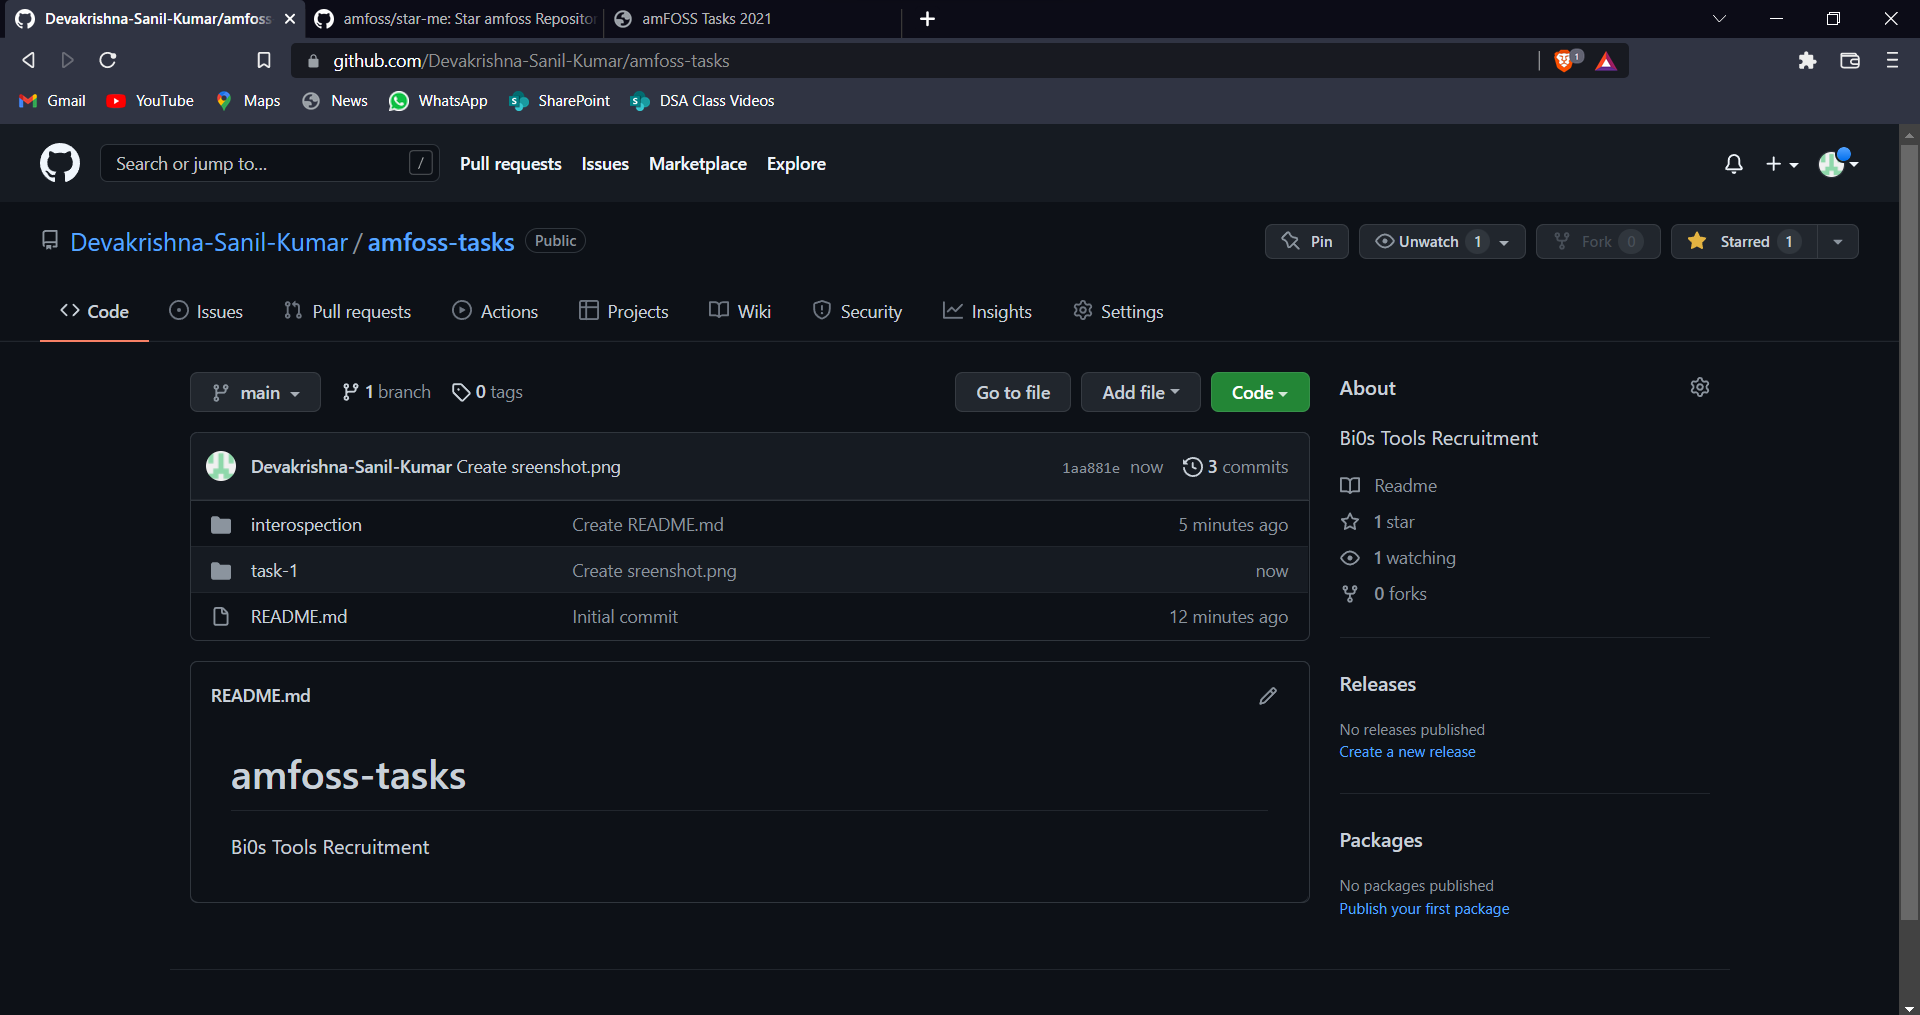 Devakrishna-Sanil-Kumar/amfoss
amfoss/star-me: Star amfoss Repositor
amFOSS Tasks 2021
github.com/Devakrishna-Sanil-Kumar/amfoss-tasks
1
Gmail
YouTube
Maps
News
WhatsApp
SharePoint
DSA Class Videos
Search or jump to...
/
Pull requests
Issues
Marketplace
Explore
Devakrishna-Sanil-Kumar / amfoss-tasks
Public
Pin
Unwatch 1
Fork 0
Starred 1
Code
Issues
Pull requests
Actions
Projects
Wiki
Security
Insights
Settings
main
1 branch
0 tags
Go to file
Add file
Code
Devakrishna-Sanil-Kumar Create sreenshot.png
1aa881e now
3 commits
interospection
Create README.md
5 minutes ago
task-1
Create sreenshot.png
now
README.md
Initial commit
12 minutes ago
README.md
amfoss-tasks
Bi0s Tools Recruitment
About
Bi0s Tools Recruitment
Readme
1 star
1 watching
0 forks
Releases
No releases published
Create a new release
Packages
No packages published
Publish your first package